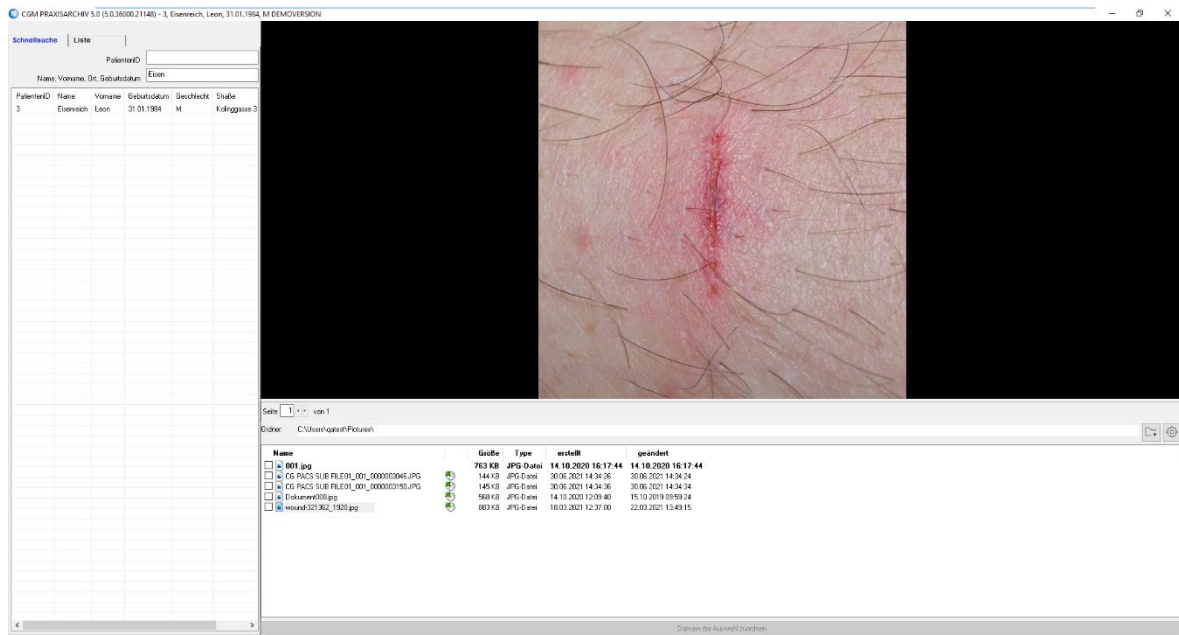 CGM PRAXISARCHIV 5.0 (5.0.36000.21148) - 3, Eisenreich, Leon, 31.01.1984, M DEMOVERSION
Schnellsuche Liste
PatientenID
Name, Vorname, Ort, Geburtsdatum Eisen
PatientenID Name Vorname Geburtsdatum Geschlecht Straße
3 Eisenreich Leon 31.01.1984 M Kolinggasse 3
Seite 1 von 1
Ordner: C:\Users\qatest\Pictures\
Name Größe Type erstellt geändert
001.jpg 763 KB JPG-Datei 14.10.2020 16:17:44 14.10.2020 16:17:44
CG PACS SUB FILE01_001_0000003046.JPG 144 KB JPG-Datei 30.06.2021 14:34:26 30.06.2021 14:34:24
CG PACS SUB FILE01_001_0000003150.JPG 145 KB JPG-Datei 30.06.2021 14:34:36 30.06.2021 14:34:34
Dokument008.jpg 568 KB JPG-Datei 14.10.2020 12:09:40 15.10.2019 09:59:24
wound-321362_1920.jpg 883 KB JPG-Datei 18.03.2021 12:37:00 22.03.2021 13:49:15
Dateien der Auswahl zuordnen